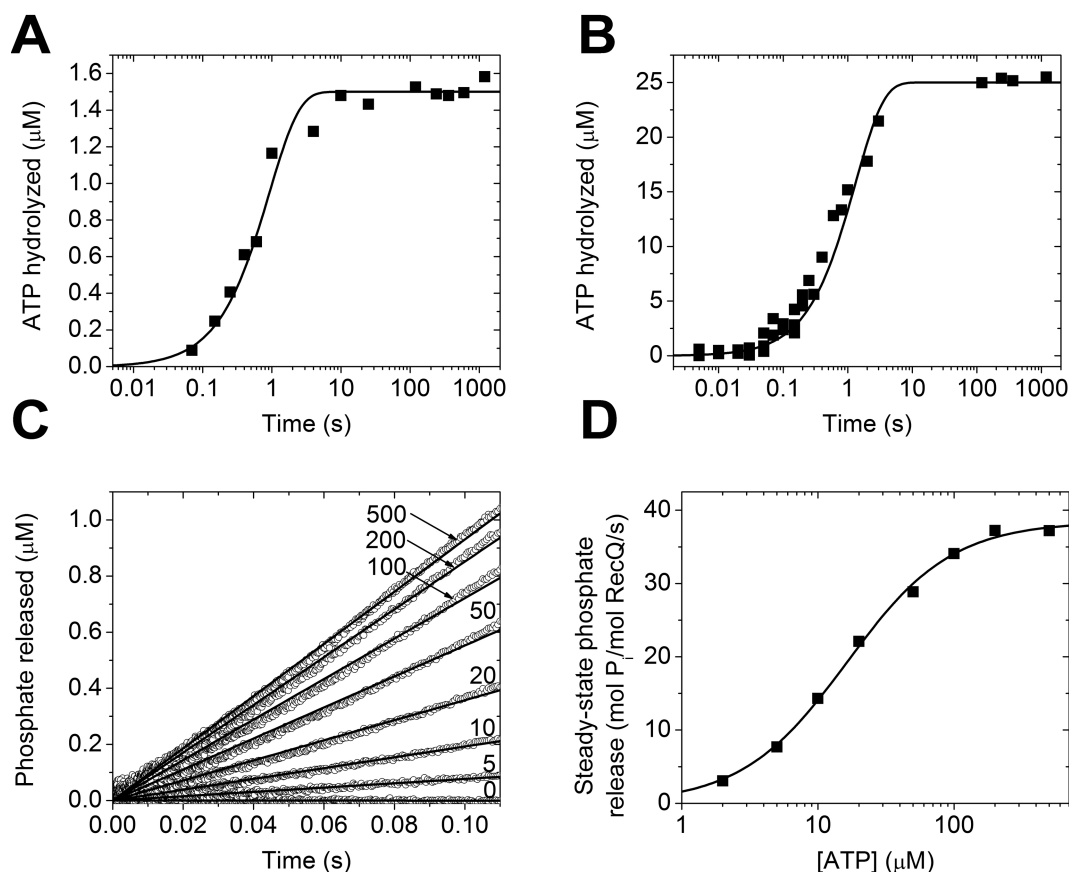 A
ATP hydrolyzed (μM)
1.6
1.4
1.2
1.0
0.8
0.6
0.4
0.2
0.0
0.01 0.1 1 10 100 1000
Time (s)
B
ATP hydrolyzed (μM)
25
20
15
10
5
0
0.01 0.1 1 10 100 1000
Time (s)
C
Phosphate released (μM)
1.0
0.8
0.6
0.4
0.2
0.0
500
200
100
50
20
10
5
0
0.00 0.02 0.04 0.06 0.08 0.10
Time (s)
D
Steady-state phosphate
release (mol Pi/mol RecQ/s)
40
30
20
10
0
1 10 100
[ATP] (μM)